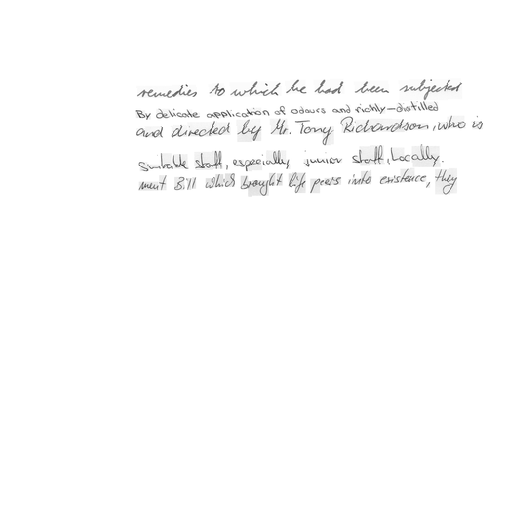 remedies to which he had been subjected
By delicate application of odours and richly-distilled
and directed by Mr. Tony Richardson, who is
suitable staff, especially junior staff, locally.
ment Bill which brought life peers into existence, they